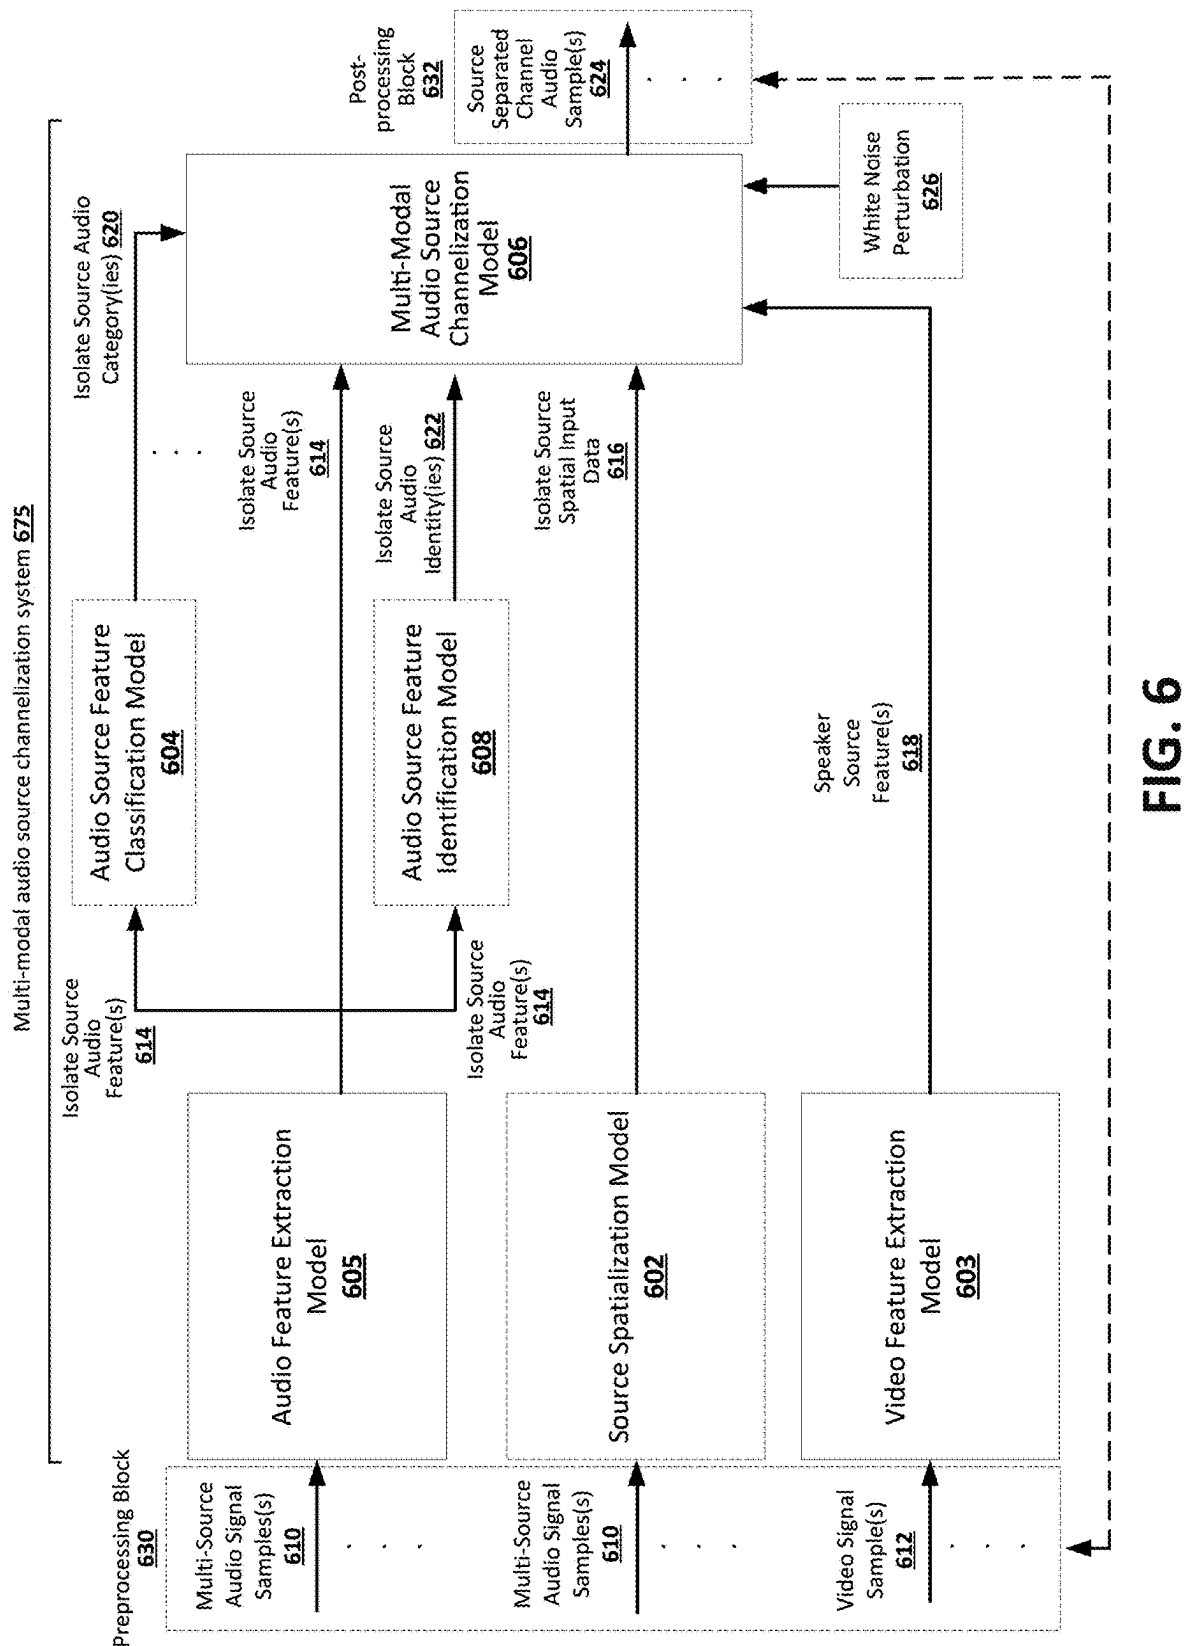 Multi-modal audio source channelization system 675
Preprocessing Block
630
Multi-Source
Audio Signal
Samples(s)
610
Multi-Source
Audio Signal
Samples(s)
610
Video Signal
Sample(s)
612
Audio Feature Extraction
Model
605
Source Spatialization Model
602
Video Feature Extraction
Model
603
Isolate Source
Audio
Feature(s)
614
Isolate Source
Audio
Feature(s)
614
Audio Source Feature
Classification Model
604
Audio Source Feature
Identification Model
608
Speaker
Source
Feature(s)
618
Isolate Source Audio
Category(ies) 620
Isolate Source
Audio
Feature(s)
614
Isolate Source
Audio
Identity(ies) 622
Isolate Source
Spatial Input
Data
616
Multi-Modal
Audio Source
Channelization
Model
606
White Noise
Perturbation
626
Post-
processing
Block
632
Source
Separated
Channel
Audio
Sample(s)
624
FIG. 6